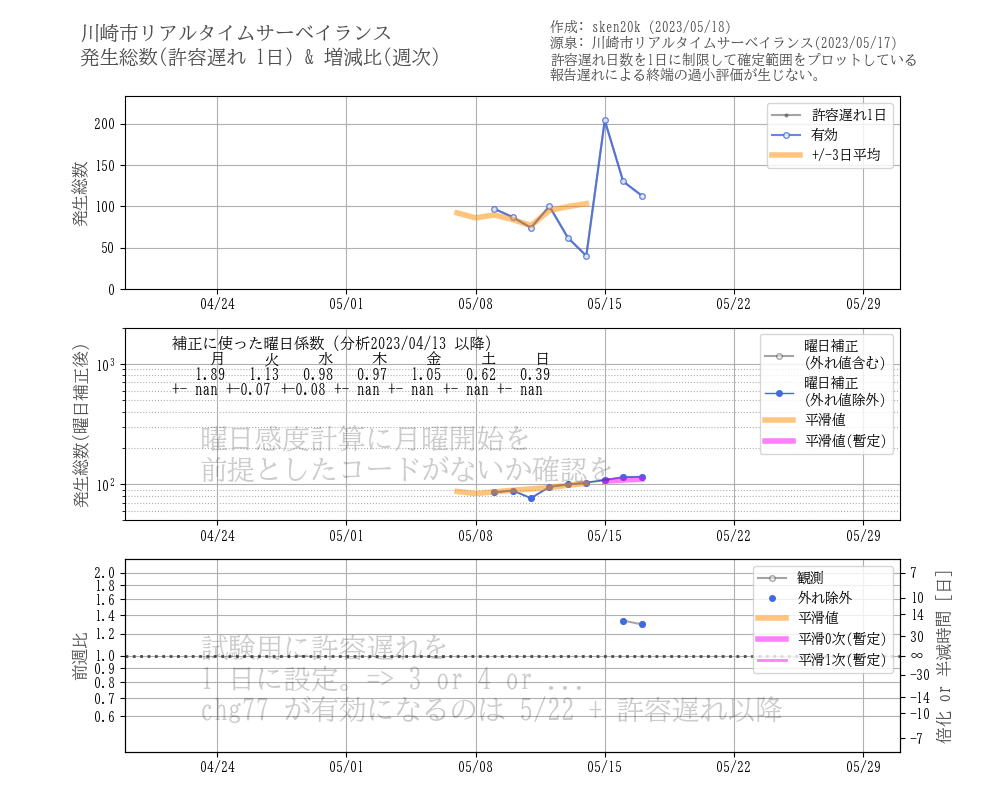 川崎市リアルタイムサーベイランス
発生総数(許容遅れ 1日) & 増減比(週次)
作成: sken20k (2023/05/18)
源泉: 川崎市リアルタイムサーベイランス(2023/05/17)
許容遅れ日数を1日に制限して確定範囲をプロットしている
報告遅れによる終端の過小評価が生じない。
発生総数
200
150
100
50
0
許容遅れ1日
有効
+/-3日平均
04/24 05/01 05/08 05/15 05/22 05/29
発生総数(曜日補正後)
10³
10²
補正に使った曜日係数 (分析2023/04/13 以降)
月 火 水 木 金 土 日
1.89 1.13 0.98 0.97 1.05 0.62 0.39
+- nan +-0.07 +-0.08 +- nan +- nan +- nan +- nan
曜日感度計算に月曜開始を
前提としたコードがないか確認を
曜日補正
(外れ値含む)
曜日補正
(外れ値除外)
平滑値
平滑値(暫定)
04/24 05/01 05/08 05/15 05/22 05/29
前週比
2.0
1.8
1.6
1.4
1.2
1.0
0.9
0.8
0.7
0.6
試験用に許容遅れを
1 日に設定。=> 3 or 4 or ...
chg77 が有効になるのは 5/22 + 許容遅れ以降
観測
外れ除外
平滑値
平滑0次(暫定)
平滑1次(暫定)
7
10
14
30
∞
-30
-14
-10
-7
倍化 or 半減時間 [日]
04/24 05/01 05/08 05/15 05/22 05/29